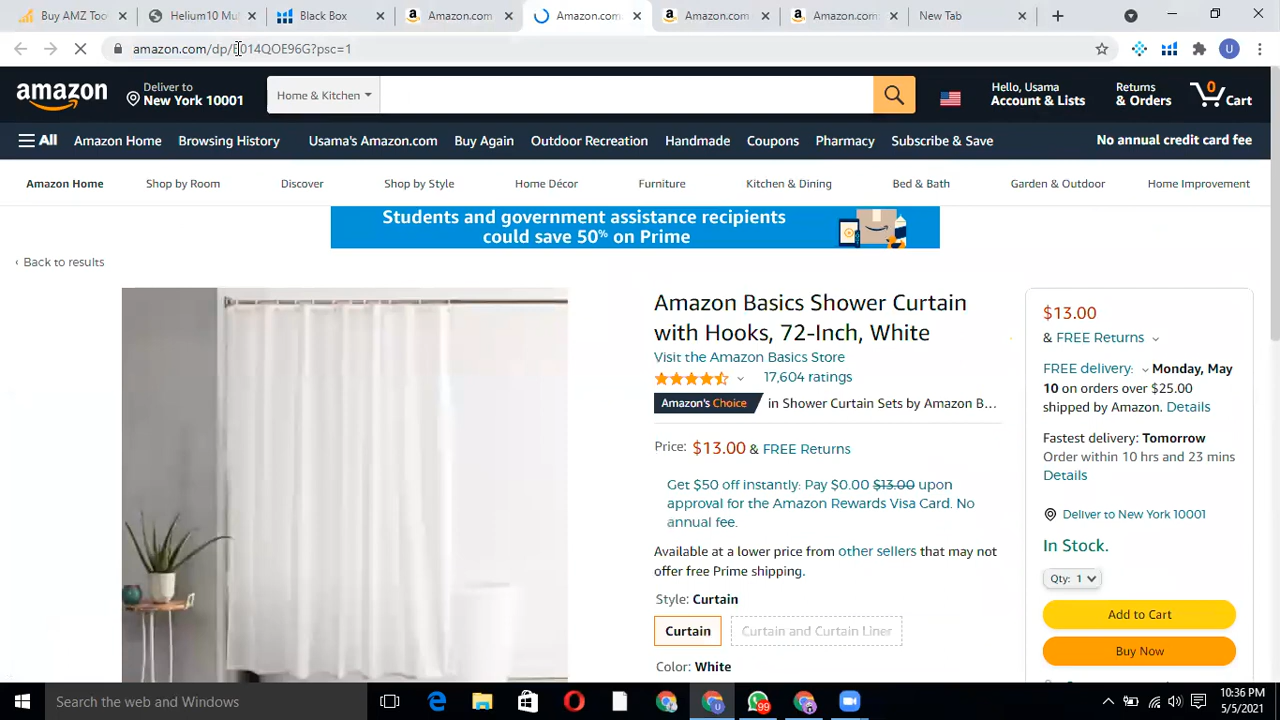 Buy AMZ Too
Helium10 Mu
Black Box
Amazon.com
Amazon.com
Amazon.com
Amazon.com
New Tab
amazon.com/dp/B014QOE96G?psc=1
U
amazon
Deliver to
New York 10001
Home & Kitchen
Hello, Usama
Account & Lists
Returns
& Orders
0
Cart
All
Amazon Home
Browsing History
Usama's Amazon.com
Buy Again
Outdoor Recreation
Handmade
Coupons
Pharmacy
Subscribe & Save
No annual credit card fee
Amazon Home
Shop by Room
Discover
Shop by Style
Home Décor
Furniture
Kitchen & Dining
Bed & Bath
Garden & Outdoor
Home Improvement
Students and government assistance recipients
could save 50% on Prime
‹ Back to results
Amazon Basics Shower Curtain
with Hooks, 72-Inch, White
Visit the Amazon Basics Store
17,604 ratings
Amazon's Choice in Shower Curtain Sets by Amazon B...
Price: $13.00 & FREE Returns
Get $50 off instantly: Pay $0.00 $13.00 upon
approval for the Amazon Rewards Visa Card. No
annual fee.
Available at a lower price from other sellers that may not
offer free Prime shipping.
Style: Curtain
Curtain
Curtain and Curtain Liner
Color: White
$13.00
& FREE Returns
FREE delivery: Monday, May
10 on orders over $25.00
shipped by Amazon. Details
Fastest delivery: Tomorrow
Order within 10 hrs and 23 mins
Details
Deliver to New York 10001
In Stock.
Qty: 1
Add to Cart
Buy Now
Search the web and Windows
99
10:36 PM
5/5/2021